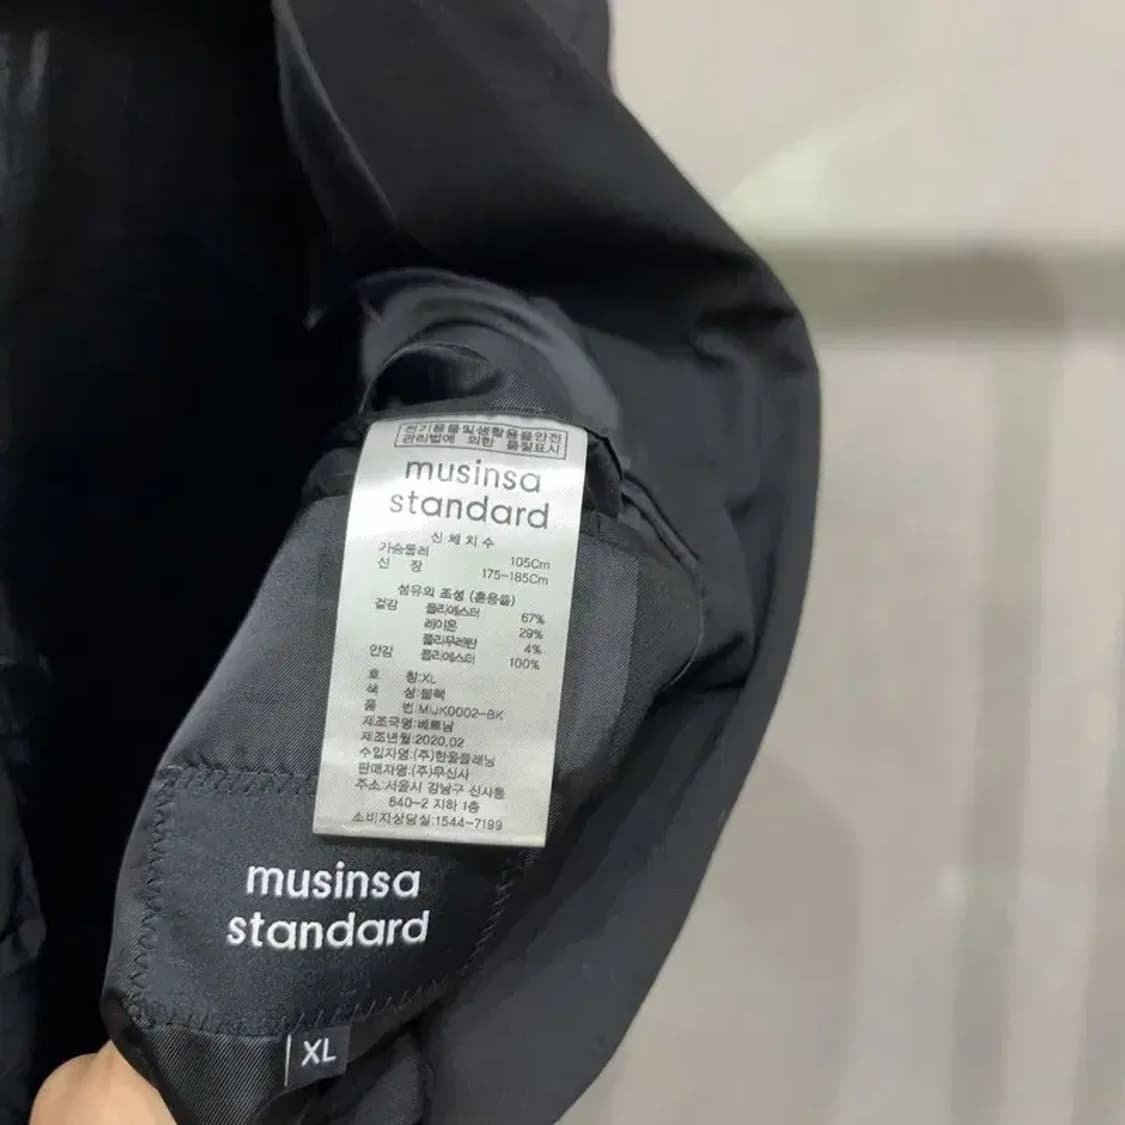 전기용품및생활용품안전
관리법에 의한 품질표시
musinsa
standard
신체치수
가슴둘레 105Cm
신 장 175-185Cm
섬유의 조성 (혼용율)
겉감 폴리에스터 67%
레이온 29%
폴리우레탄 4%
안감 폴리에스터 100%
호 칭:XL
색 상:블랙
품 번:MIJK0002-BK
제조국명:베트남
제조년월:2020.02
수입자명:(주)한울플래닝
판매자명:(주)무신사
주소:서울시 강남구 신사동
640-2 지하 1층
소비자상담실:1544-7199
musinsa
standard
XL